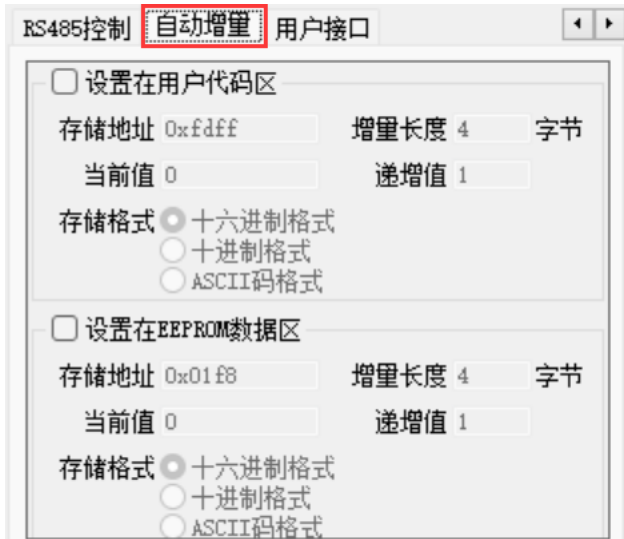 RS485控制 自动增量 用户接口
设置在用户代码区
存储地址 0xfdff 增量长度 4 字节
当前值 0 递增值 1
存储格式 十六进制格式
十进制格式
ASCII码格式
设置在EEPROM数据区
存储地址 0x01f8 增量长度 4 字节
当前值 0 递增值 1
存储格式 十六进制格式
十进制格式
ASCII码格式